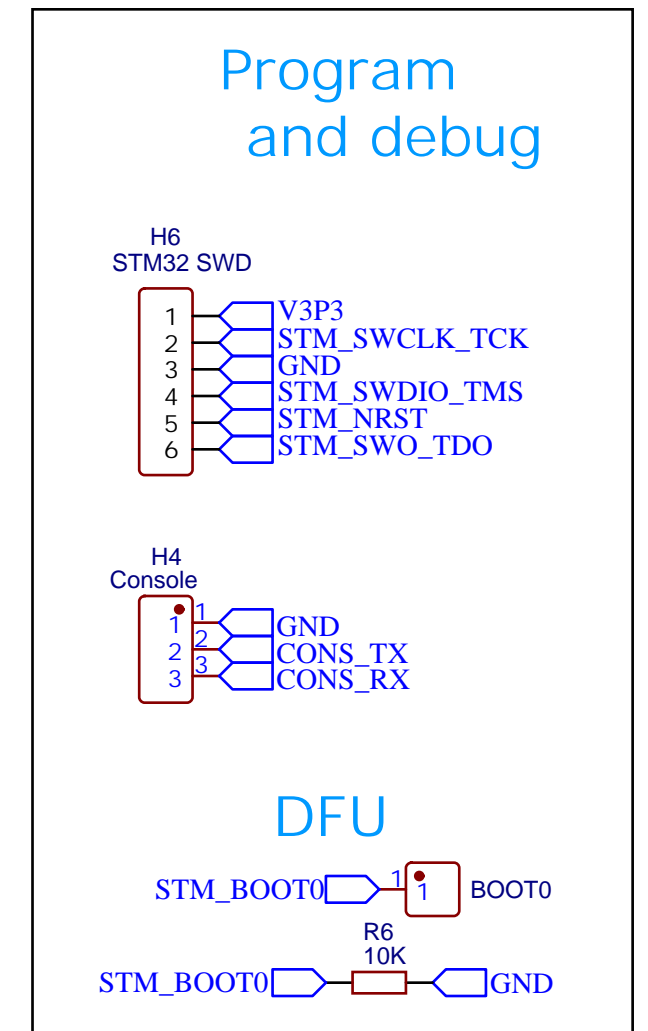 Program
and debug
H6
STM32 SWD
1 V3P3
2 STM_SWCLK_TCK
3 GND
4 STM_SWDIO_TMS
5 STM_NRST
6 STM_SWO_TDO
H4
Console
1 1 GND
2 2 CONS_TX
3 3 CONS_RX
DFU
STM_BOOT0 1 1 BOOT0
R6
10K
STM_BOOT0 GND